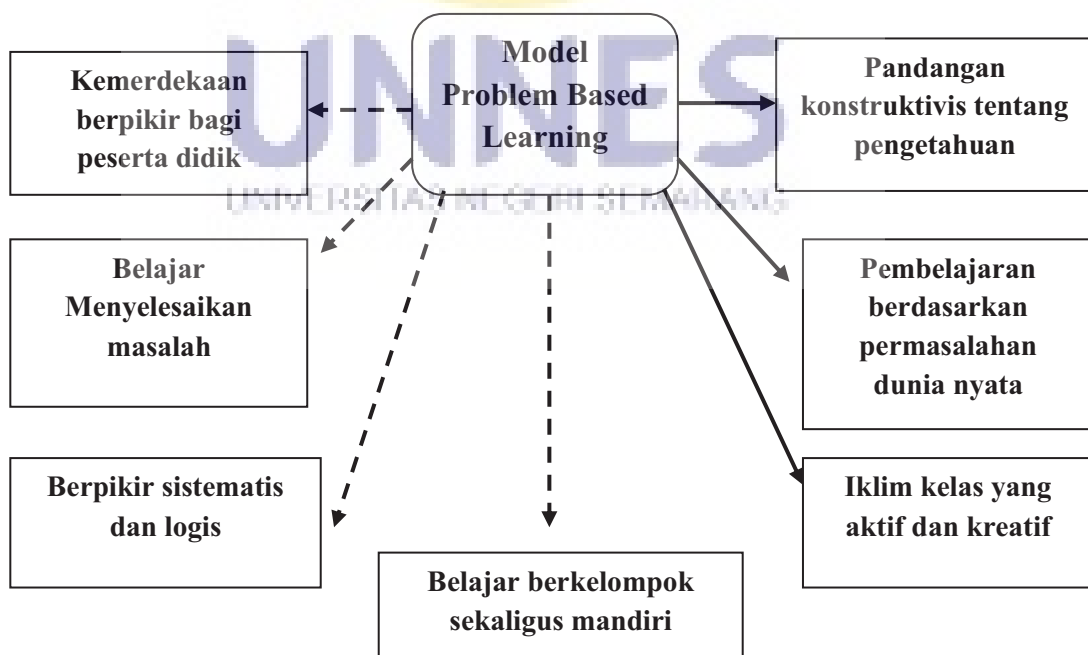 UNNES
UNIVERSITAS NEGERI SEMARANG
Model
Problem Based
Learning
Kemerdekaan
berpikir bagi
peserta didik
Pandangan
konstruktivis tentang
pengetahuan
Belajar
Menyelesaikan
masalah
Pembelajaran
berdasarkan
permasalahan
dunia nyata
Berpikir sistematis
dan logis
Iklim kelas yang
aktif dan kreatif
Belajar berkelompok
sekaligus mandiri